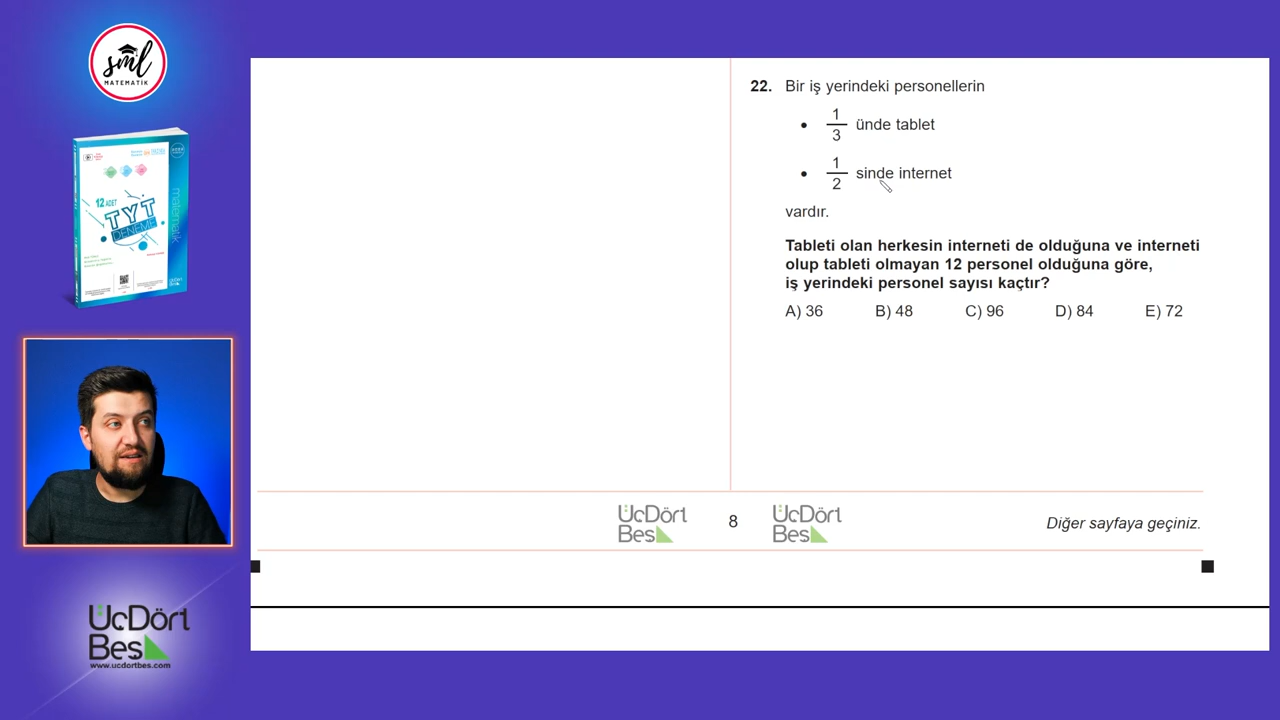 sml
MATEMATİK
12 ADET
TYT
DENEME
matematik
22. Bir iş yerindeki personellerin
• 1/3 ünde tablet
• 1/2 sinde internet
vardır.
Tableti olan herkesin interneti de olduğuna ve interneti
olup tableti olmayan 12 personel olduğuna göre,
iş yerindeki personel sayısı kaçtır?
A) 36 B) 48 C) 96 D) 84 E) 72
ÜçDört
Beş
8
ÜçDört
Beş
Diğer sayfaya geçiniz.
ÜçDört
Beş
www.ucdortbes.com